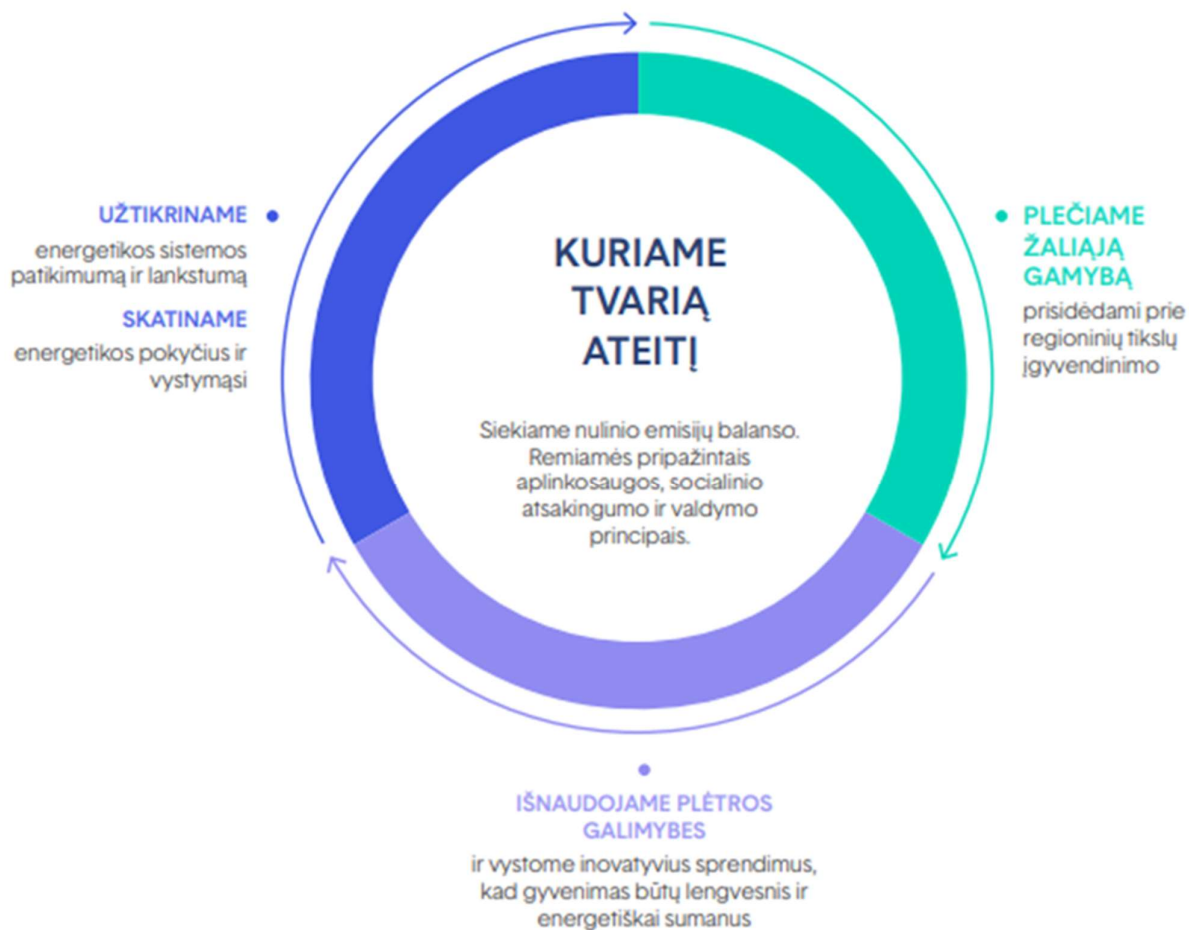 KURIAME
TVARIĄ
ATEITĮ
Siekiame nulinio emisijų balanso.
Remiamės pripažintais
aplinkosaugos, socialinio
atsakingumo ir valdymo
principais.
PLEČIAME
ŽALIĄJĄ
GAMYBĄ
prisidėdami prie
regioninių tikslų
įgyvendinimo
IŠNAUDOJAME PLĖTROS
GALIMYBES
ir vystome inovatyvius sprendimus,
kad gyvenimas būtų lengvesnis ir
energetiškai sumanus
UŽTIKRINAME
energetikos sistemos
patikimumą ir lankstumą
SKATINAME
energetikos pokyčius ir
vystymąsi